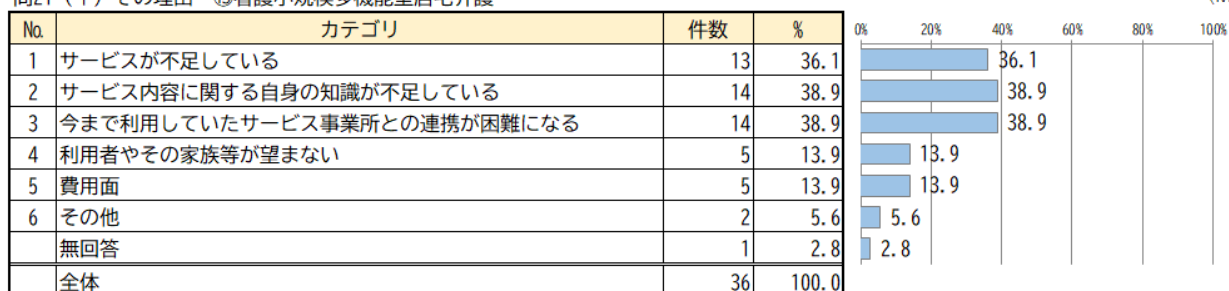 No. カテゴリ 件数 % 0% 20% 40% 60% 80% 100%
1 サービスが不足している 13 36.1 36.1
2 サービス内容に関する自身の知識が不足している 14 38.9 38.9
3 今まで利用していたサービス事業所との連携が困難になる 14 38.9 38.9
4 利用者やその家族等が望まない 5 13.9 13.9
5 費用面 5 13.9 13.9
6 その他 2 5.6 5.6
無回答 1 2.8 2.8
全体 36 100.0